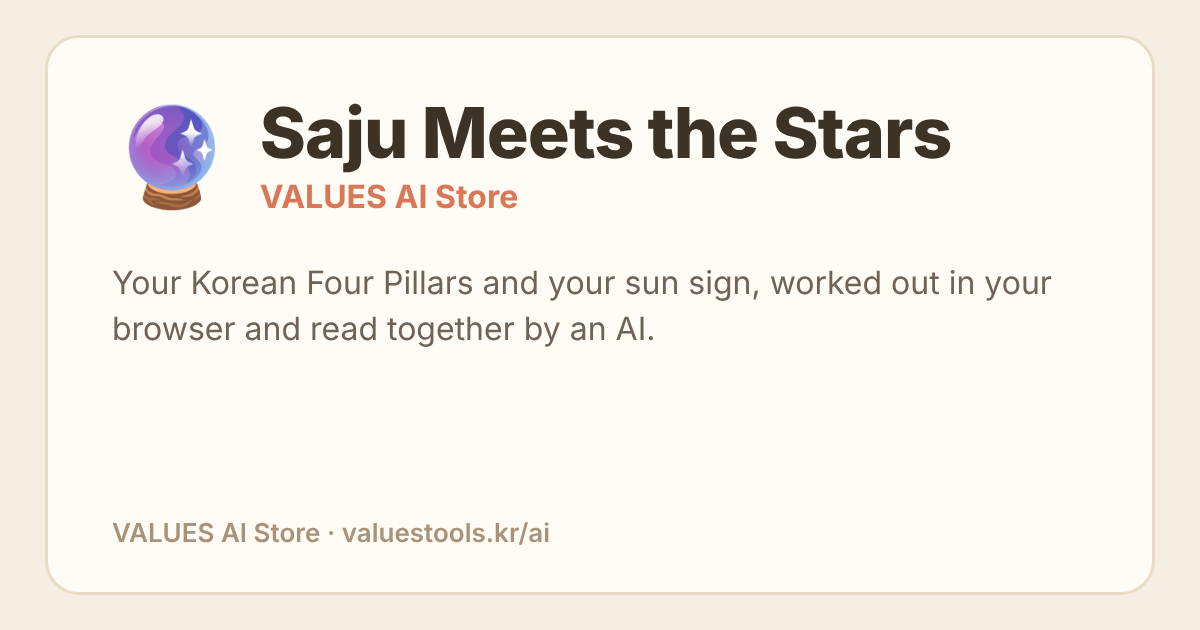 Saju Meets the Stars
VALUES AI Store
Your Korean Four Pillars and your sun sign, worked out in your
browser and read together by an AI.
VALUES AI Store · valuestools.kr/ai